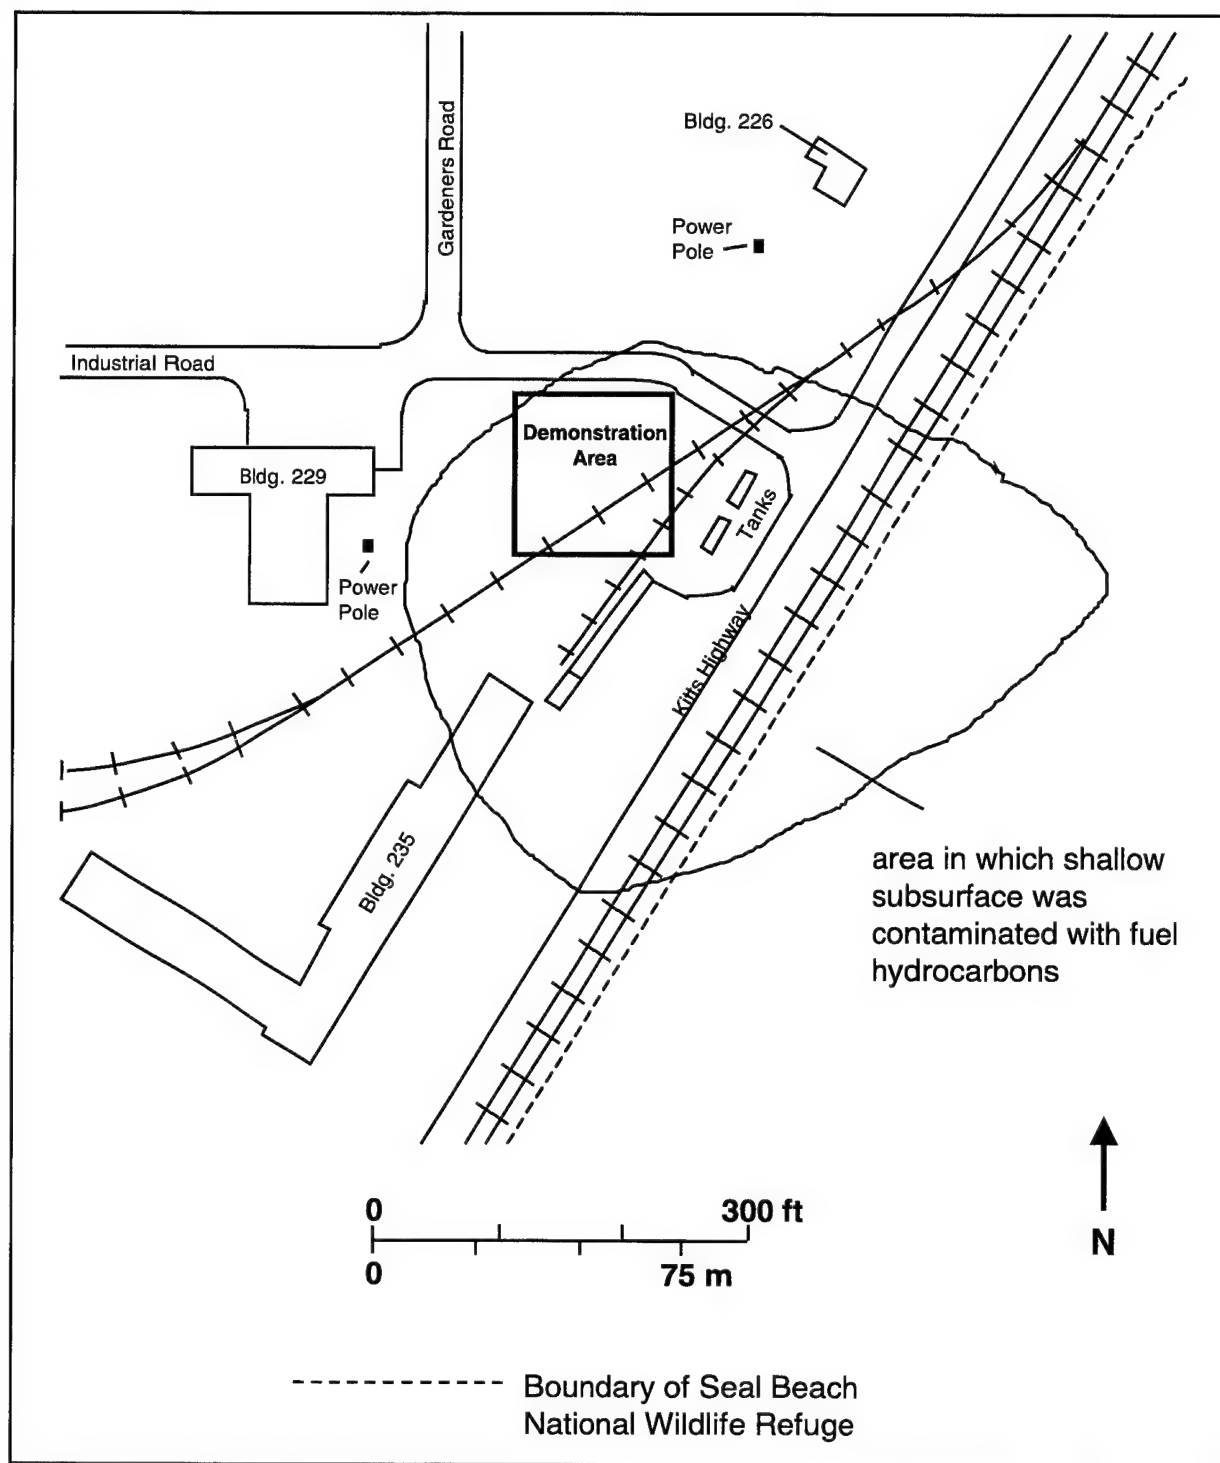 Gardeners Road
Bldg. 226
Power
Pole
Industrial Road
Demonstration
Area
Bldg. 229
Tanks
Power
Pole
Kitts Highway
Bldg. 235
area in which shallow
subsurface was
contaminated with fuel
hydrocarbons
0 300 ft
0 75 m
N
Boundary of Seal Beach
National Wildlife Refuge